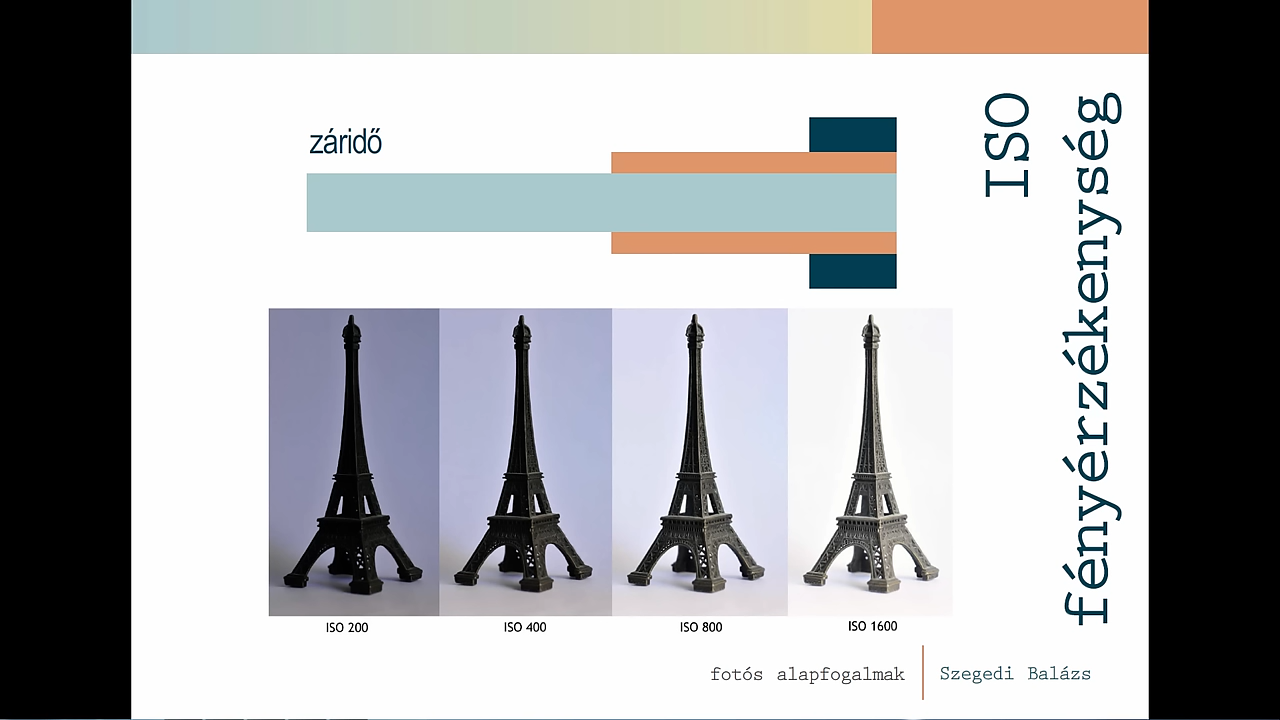 ISO
fényérzékenység
záridő
ISO 200
ISO 400
ISO 800
ISO 1600
fotós alapfogalmak
Szegedi Balázs